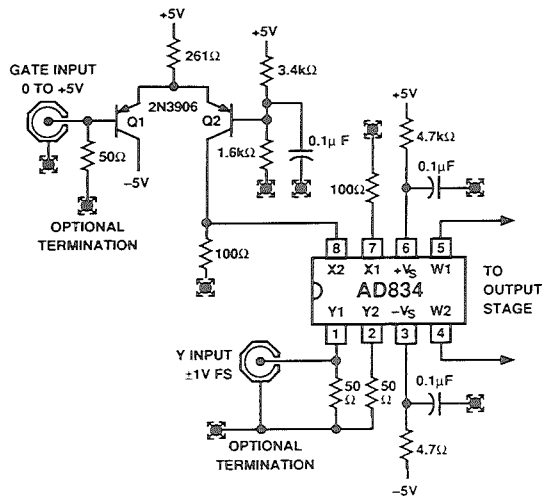 +5V
+5V
261Ω
GATE INPUT
0 TO +5V
3.4kΩ
2N3906
Q1
Q2
+5V
4.7kΩ
0.1μ F
1.6kΩ
50Ω
-5V
0.1μF
100Ω
OPTIONAL
TERMINATION
100Ω
8 7 6 5
X2 X1 +VS W1
AD834
Y1 Y2 -VS W2
1 2 3 4
TO
OUTPUT
STAGE
Y INPUT
±1V FS
50
Ω
50
Ω
0.1μF
OPTIONAL
TERMINATION
4.7Ω
-5V